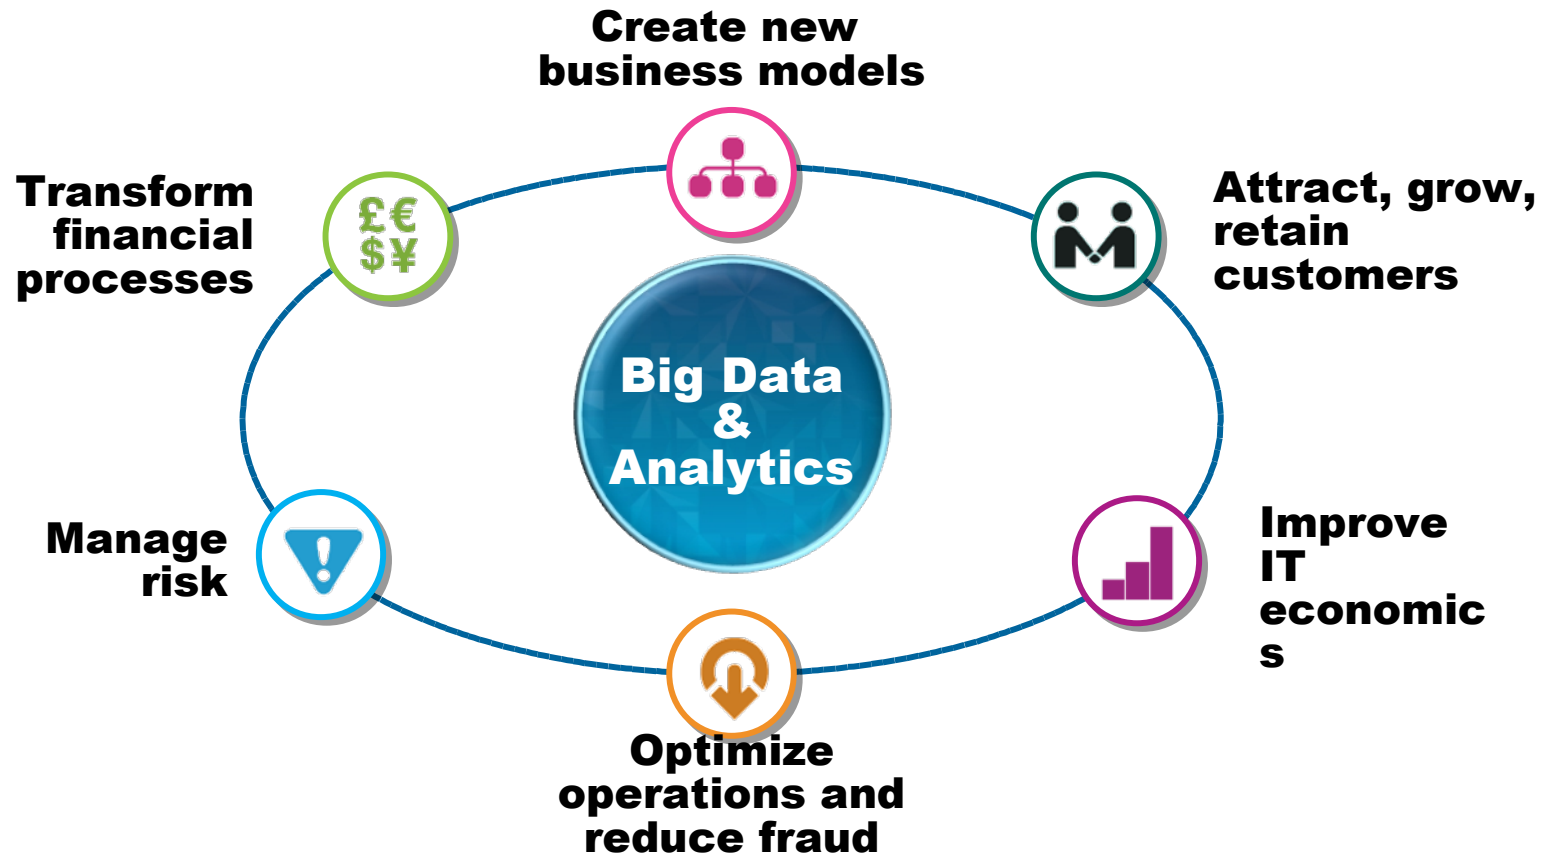 Create new
business models
Transform
financial
processes
£€
$¥
Attract, grow,
retain
customers
Big Data
&
Analytics
Manage
risk
!
Improve
IT
economic
s
Optimize
operations and
reduce fraud